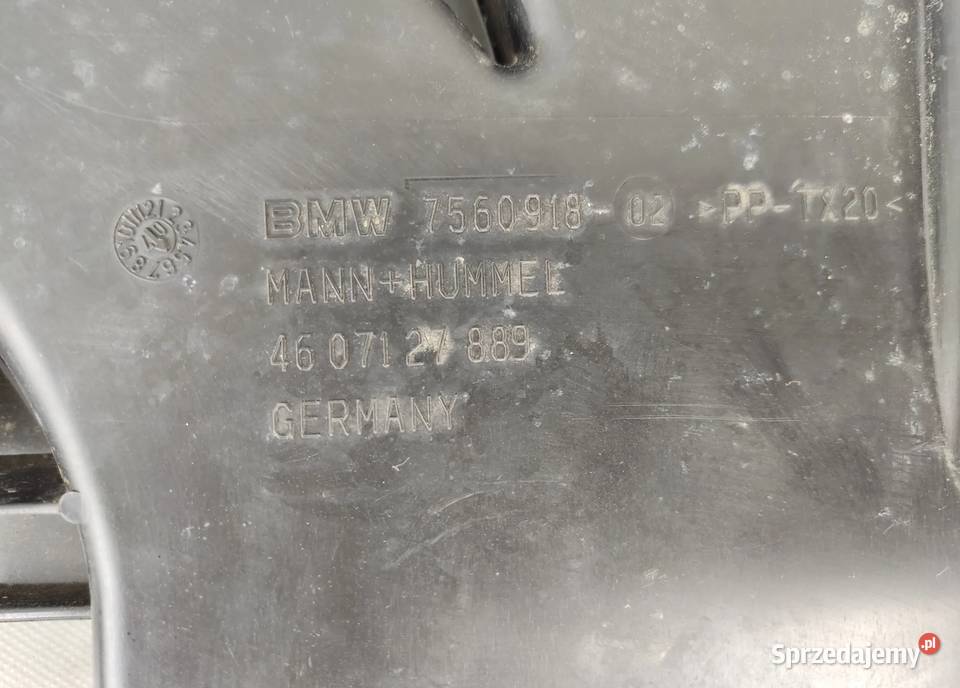 BMW 7560918-02 >PP-TX20<
MANN+HUMMEL
46 071 27 889
GERMANY
Sprzedajemy.pl